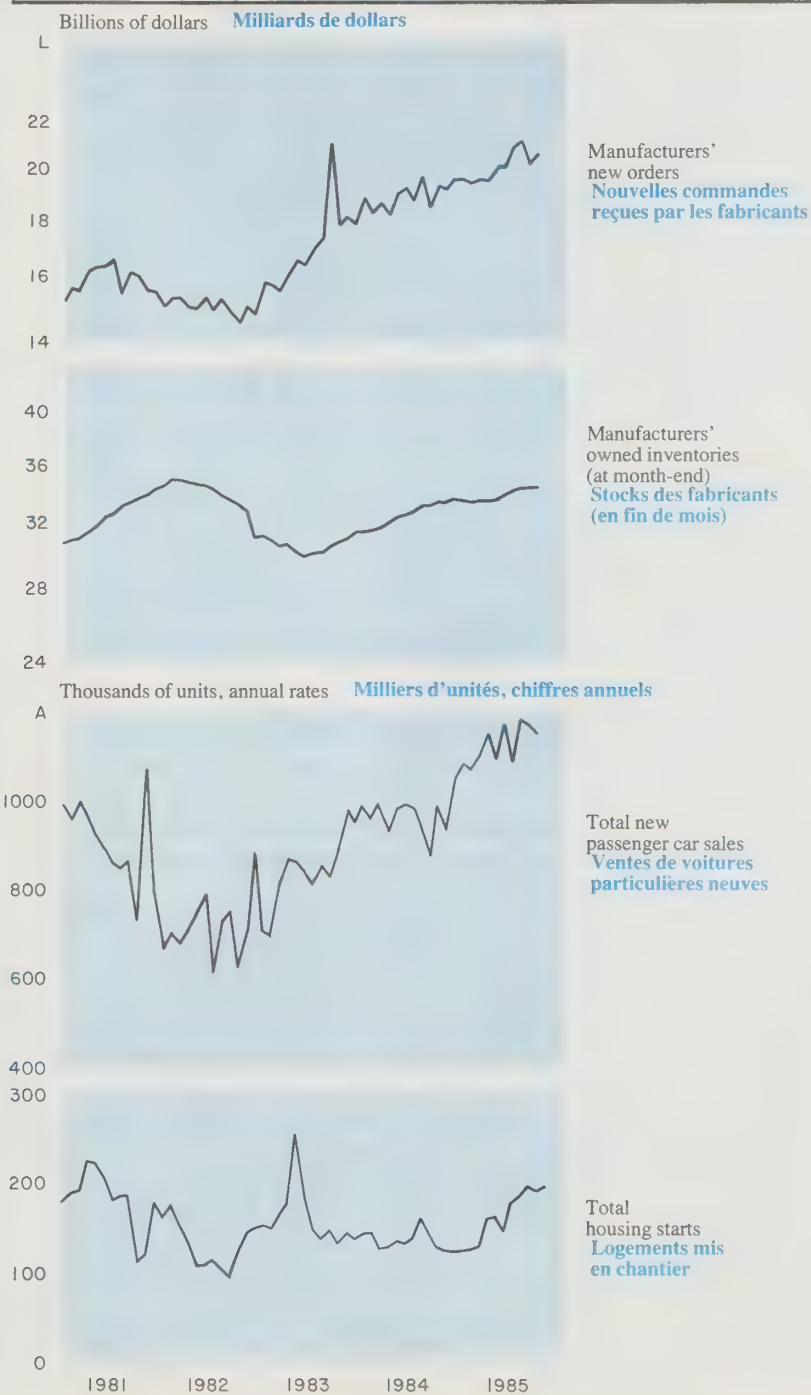 Billions of dollars Milliards de dollars
L
22
20
18
16
14
Manufacturers'
new orders
Nouvelles commandes
reçues par les fabricants
40
36
32
28
24
Manufacturers'
owned inventories
(at month-end)
Stocks des fabricants
(en fin de mois)
Thousands of units, annual rates Milliers d'unités, chiffres annuels
A
1000
800
600
400
Total new
passenger car sales
Ventes de voitures
particulières neuves
300
200
100
0
Total
housing starts
Logements mis
en chantier
1981 1982 1983 1984 1985